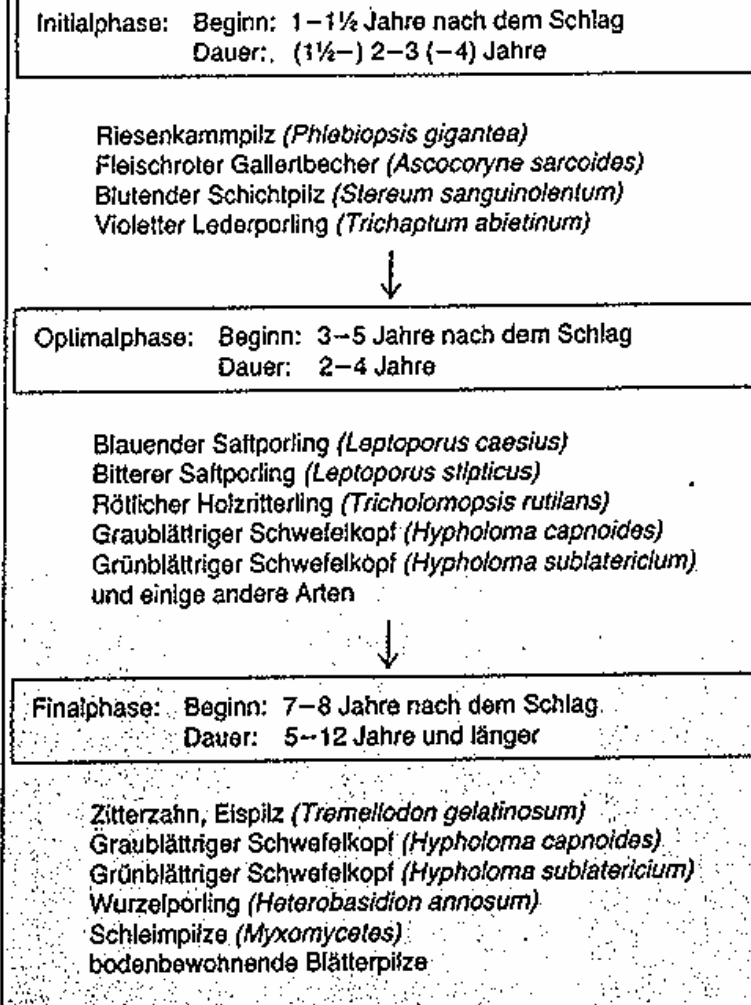 Initialphase: Beginn: 1–1½ Jahre nach dem Schlag
Dauer: (1½–) 2–3 (–4) Jahre
Riesenkammpilz (Phlebiopsis gigantea)
Fleischroter Gallertbecher (Ascocoryne sarcoides)
Blutender Schichtpilz (Stereum sanguinolentum)
Violetter Lederporling (Trichaptum abietinum)
↓
Optimalphase: Beginn: 3–5 Jahre nach dem Schlag
Dauer: 2–4 Jahre
Blauender Saftporling (Leptoporus caesius)
Bitterer Saftporling (Leptoporus stipticus)
Rötlicher Holzritterling (Tricholomopsis rutilans)
Graublättriger Schwefelkopf (Hypholoma capnoides)
Grünblättriger Schwefelkopf (Hypholoma sublatericium)
und einige andere Arten
↓
Finalphase: Beginn: 7–8 Jahre nach dem Schlag
Dauer: 5–12 Jahre und länger
Zitterzahn, Eispilz (Tremellodon gelatinosum)
Graublättriger Schwefelkopf (Hypholoma capnoides)
Grünblättriger Schwefelkopf (Hypholoma sublatericium)
Wurzelporling (Heterobasidion annosum)
Schleimpilze (Myxomycetes)
bodenbewohnende Blätterpilze